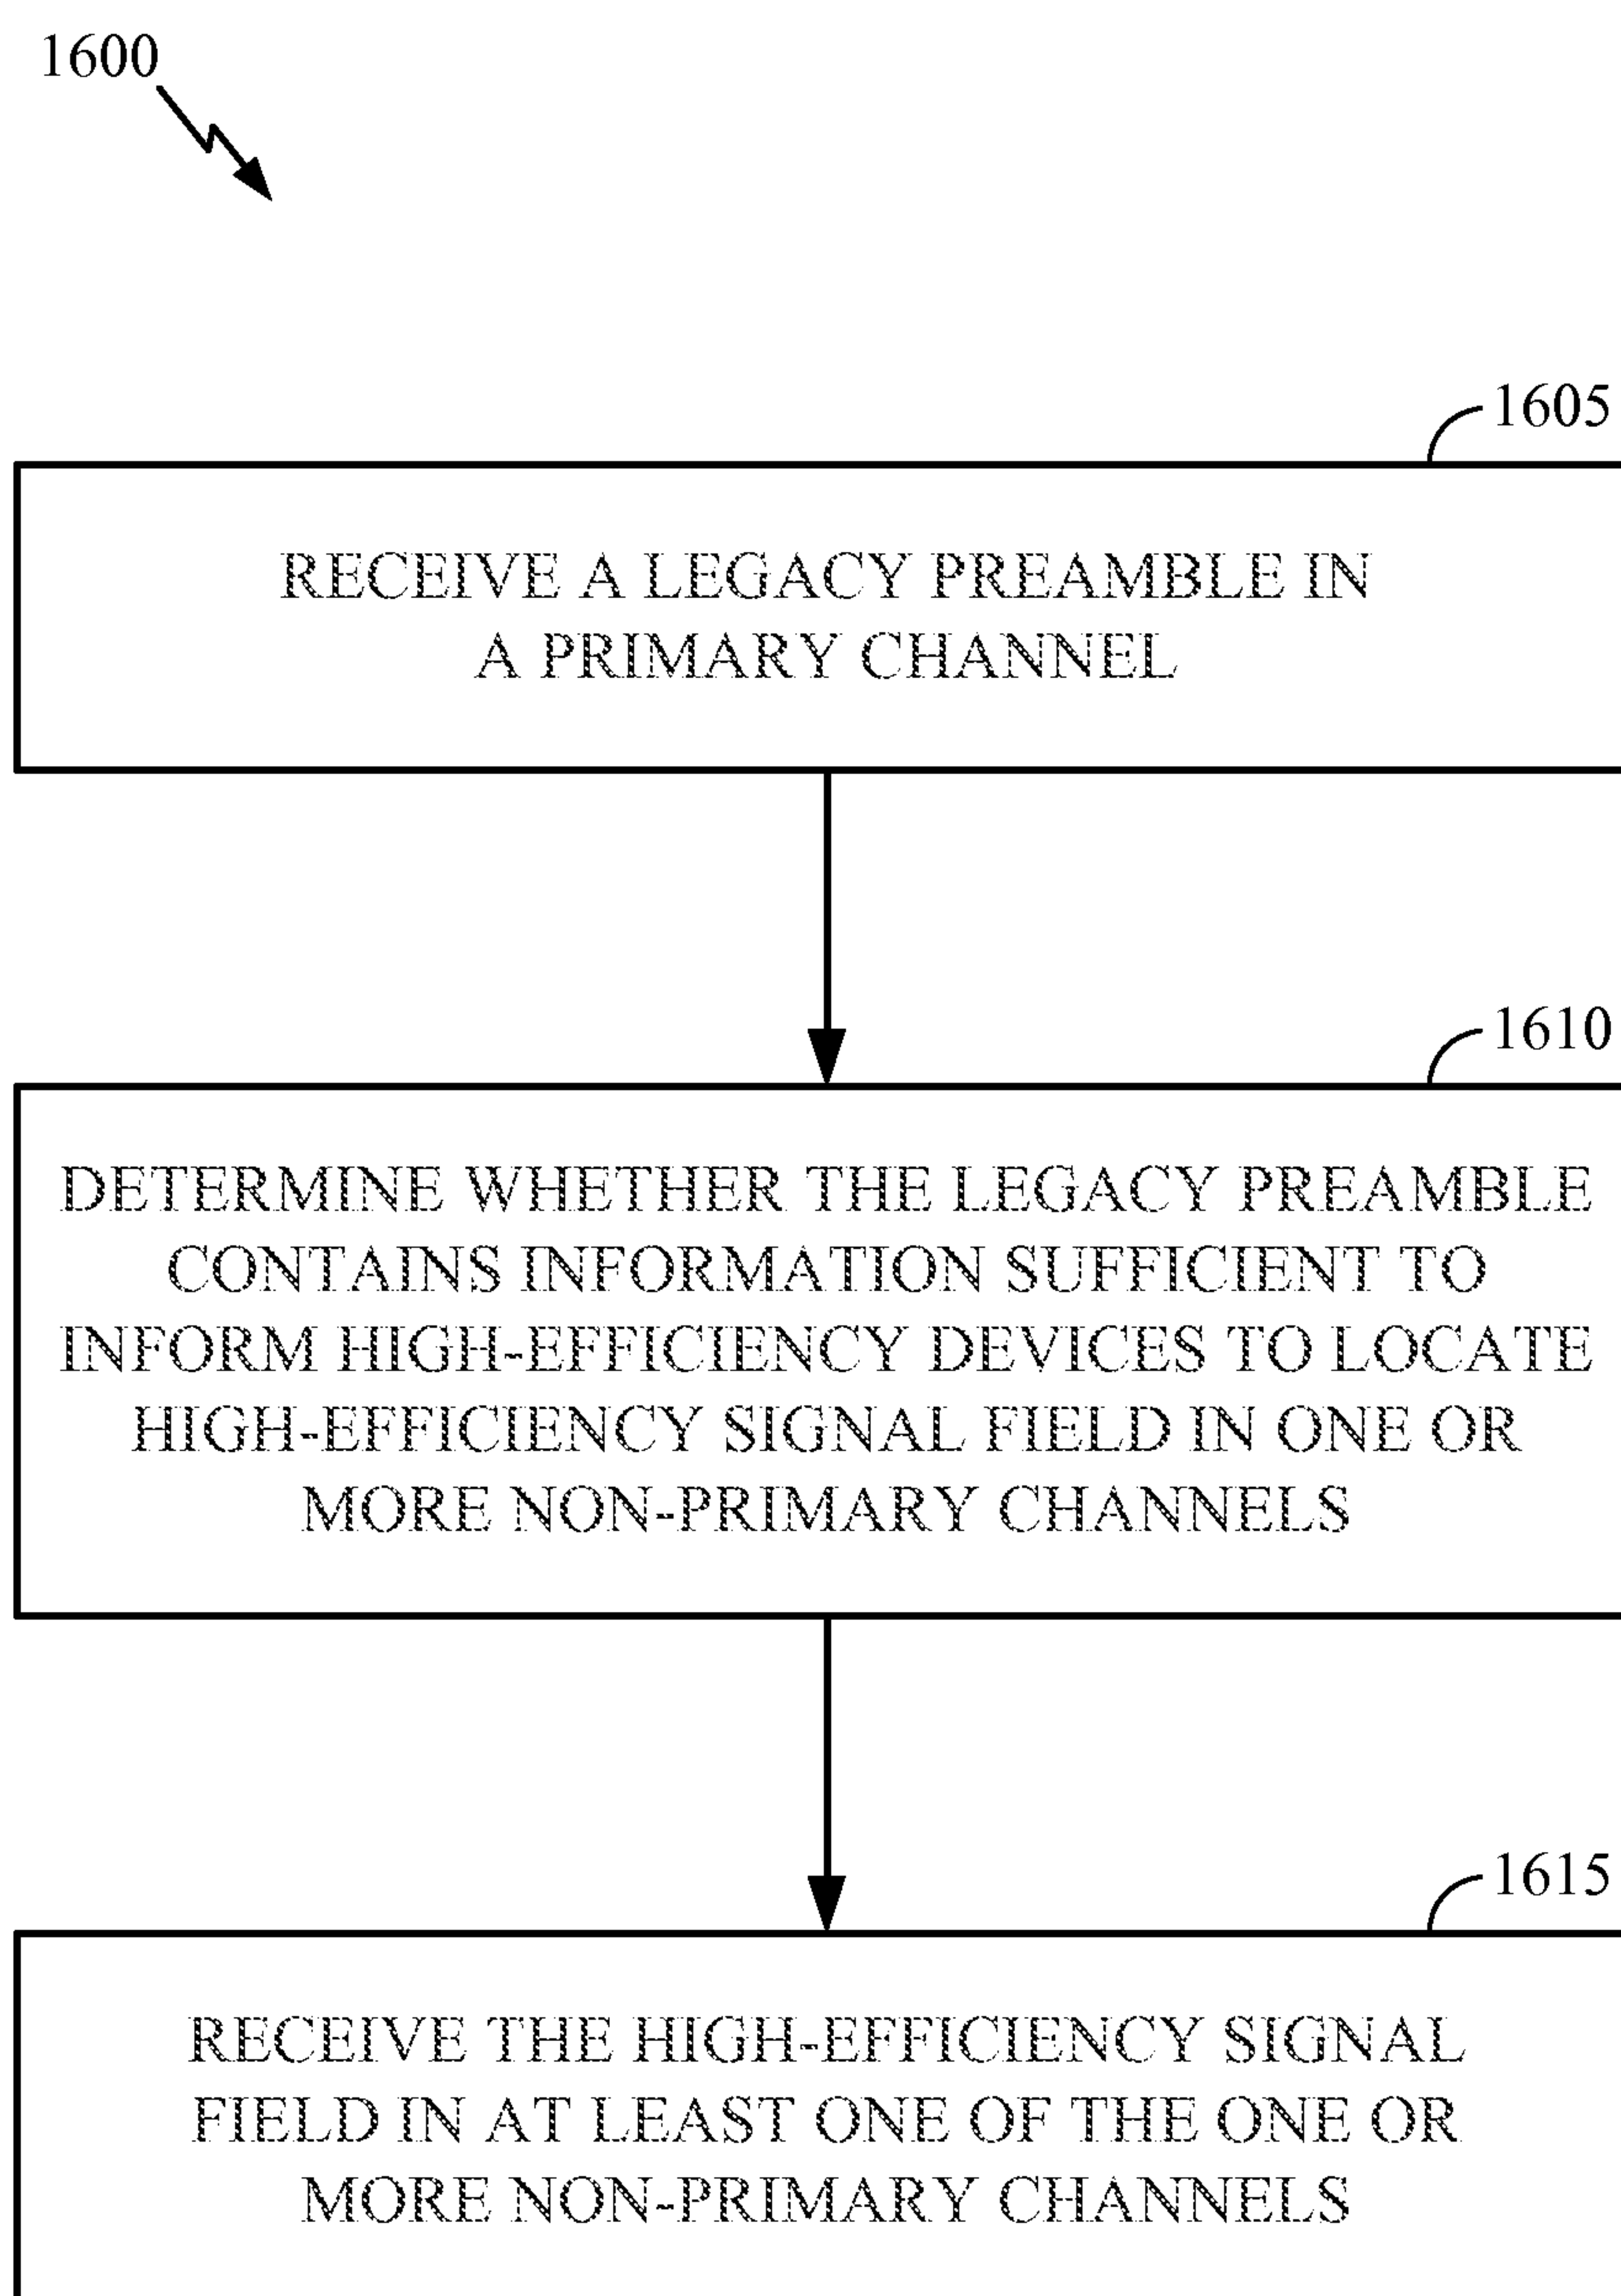 1600
1605
RECEIVE A LEGACY PREAMBLE IN
A PRIMARY CHANNEL
1610
DETERMINE WHETHER THE LEGACY PREAMBLE
CONTAINS INFORMATION SUFFICIENT TO
INFORM HIGH-EFFICIENCY DEVICES TO LOCATE
HIGH-EFFICIENCY SIGNAL FIELD IN ONE OR
MORE NON-PRIMARY CHANNELS
1615
RECEIVE THE HIGH-EFFICIENCY SIGNAL
FIELD IN AT LEAST ONE OF THE ONE OR
MORE NON-PRIMARY CHANNELS